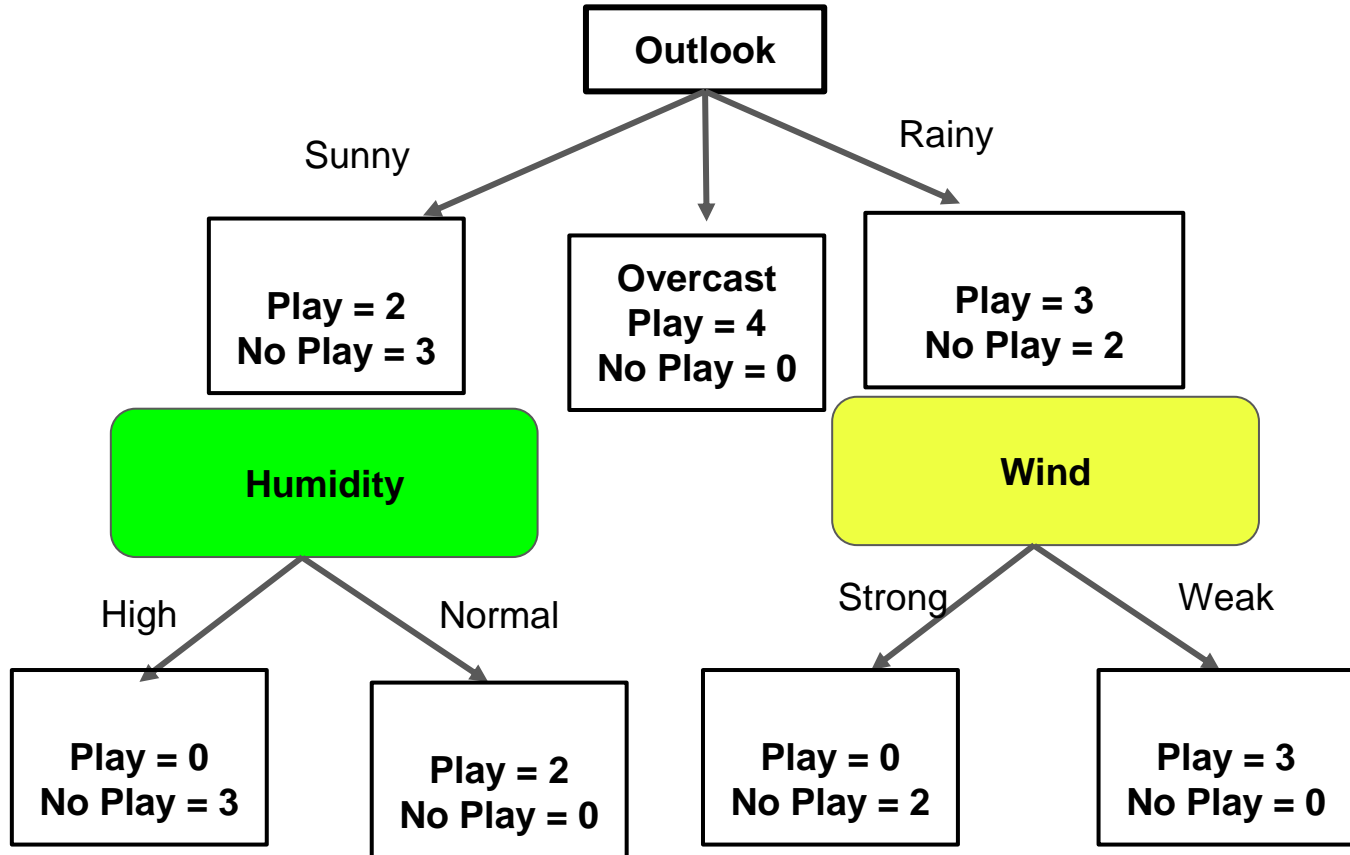 Outlook
Sunny
Rainy
Play = 2
No Play = 3
Overcast
Play = 4
No Play = 0
Play = 3
No Play = 2
Humidity
Wind
High
Normal
Strong
Weak
Play = 0
No Play = 3
Play = 2
No Play = 0
Play = 0
No Play = 2
Play = 3
No Play = 0